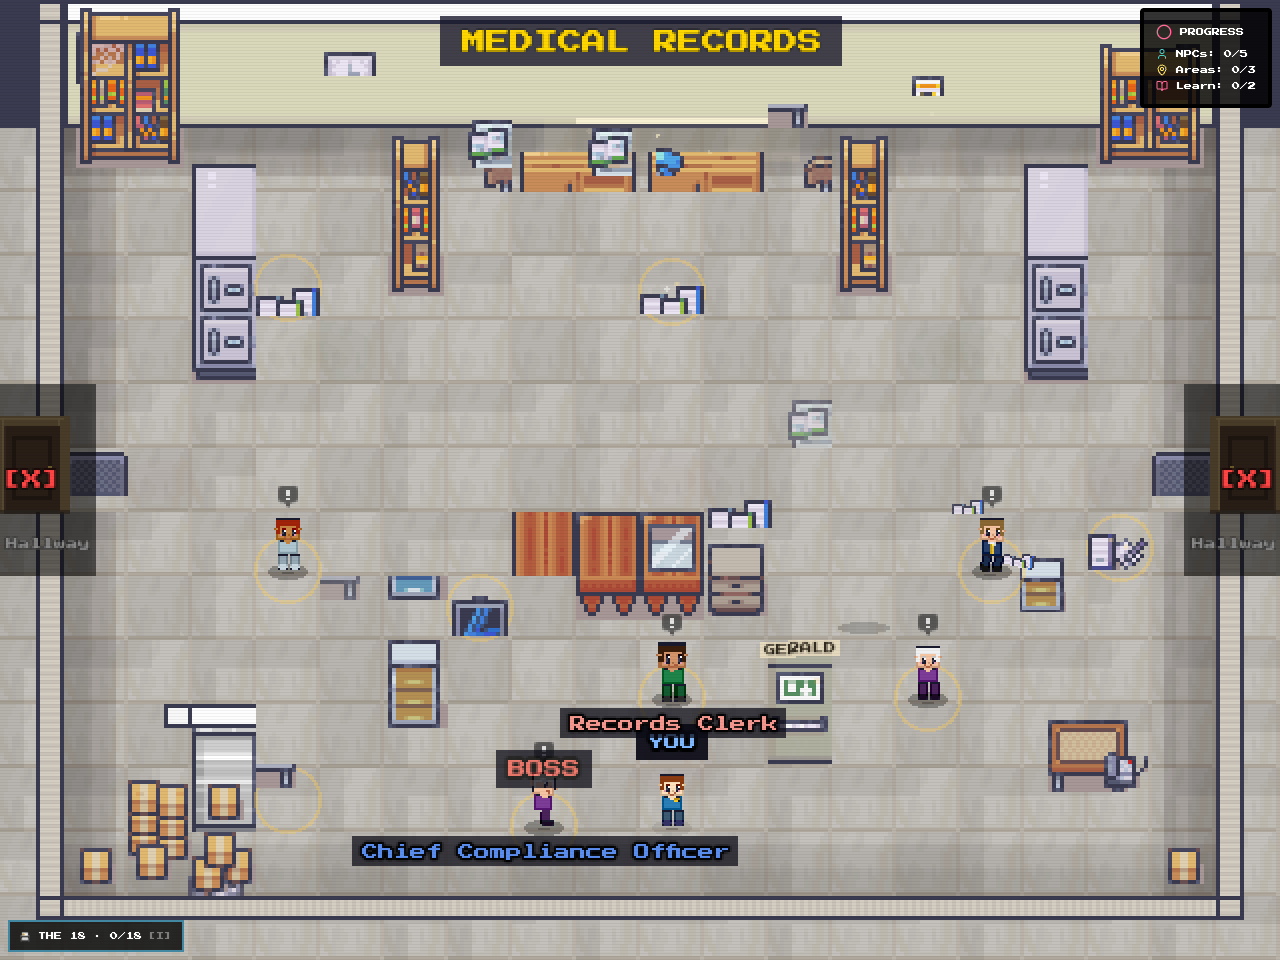 MEDICAL RECORDS
PROGRESS
NPCs: 0/5
Areas: 0/3
Learn: 0/2
[X]
[X]
Hallway
Hallway
GERALD
Records Clerk
YOU
BOSS
Chief Compliance Officer
THE 18 · 0/18 [I]